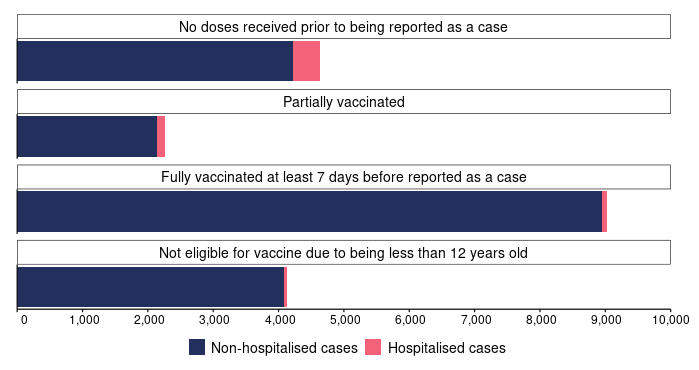 No doses received prior to being reported as a case
Partially vaccinated
Fully vaccinated at least 7 days before reported as a case
Not eligible for vaccine due to being less than 12 years old
0 1,000 2,000 3,000 4,000 5,000 6,000 7,000 8,000 9,000 10,000
Non-hospitalised cases Hospitalised cases